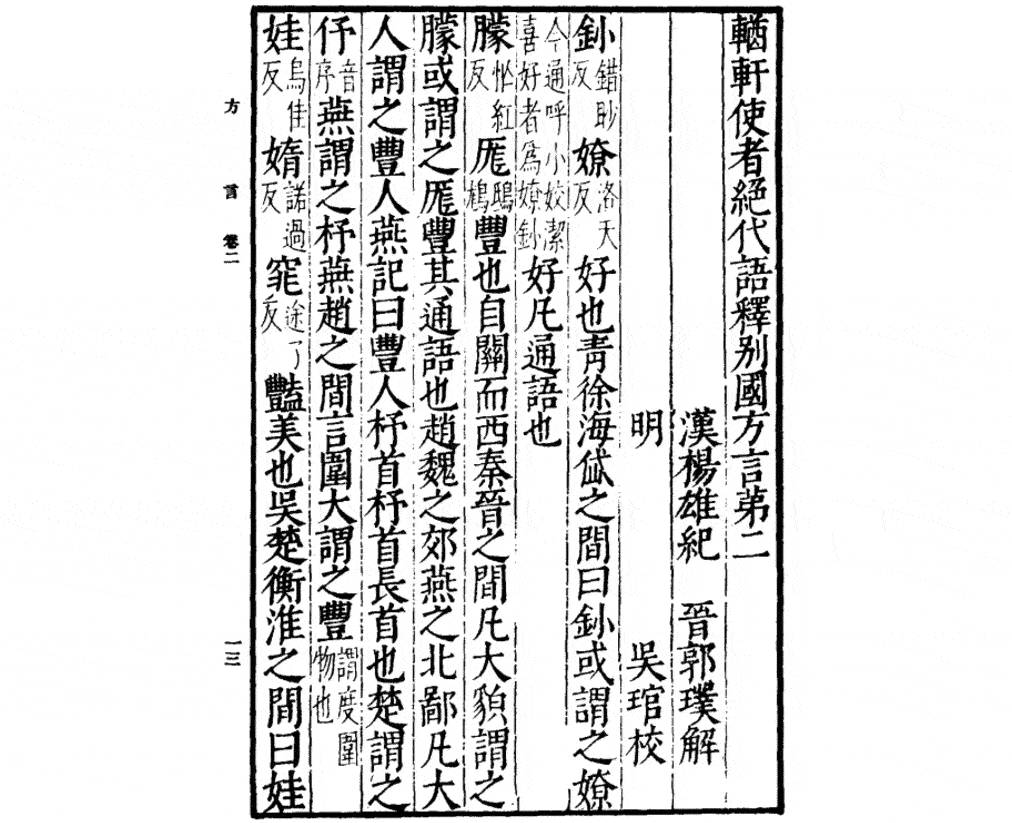 輶軒使者絕代語釋别國方言弟二
漢楊雄紀　晉郭璞解
明　吳琯校
釥錯眇反嫽洛夭反好也青徐海岱之間曰釥或謂之嫽
今通呼小姣潔喜好者爲嫽釥好凡通語也
朦忙紅反厖鴟鵂豐也自關而西秦晉之間凡大貌謂之
朦或謂之厖豐其通語也趙魏之郊燕之北鄙凡大
人謂之豐人燕記曰豐人杼首杼首長首也楚謂之
伃音序燕謂之杼燕趙之間言圍大謂之豐謂度圍物也
娃烏佳反嫷諾過反窕途了反豔美也吳楚衡淮之間曰娃
方言卷二
一三